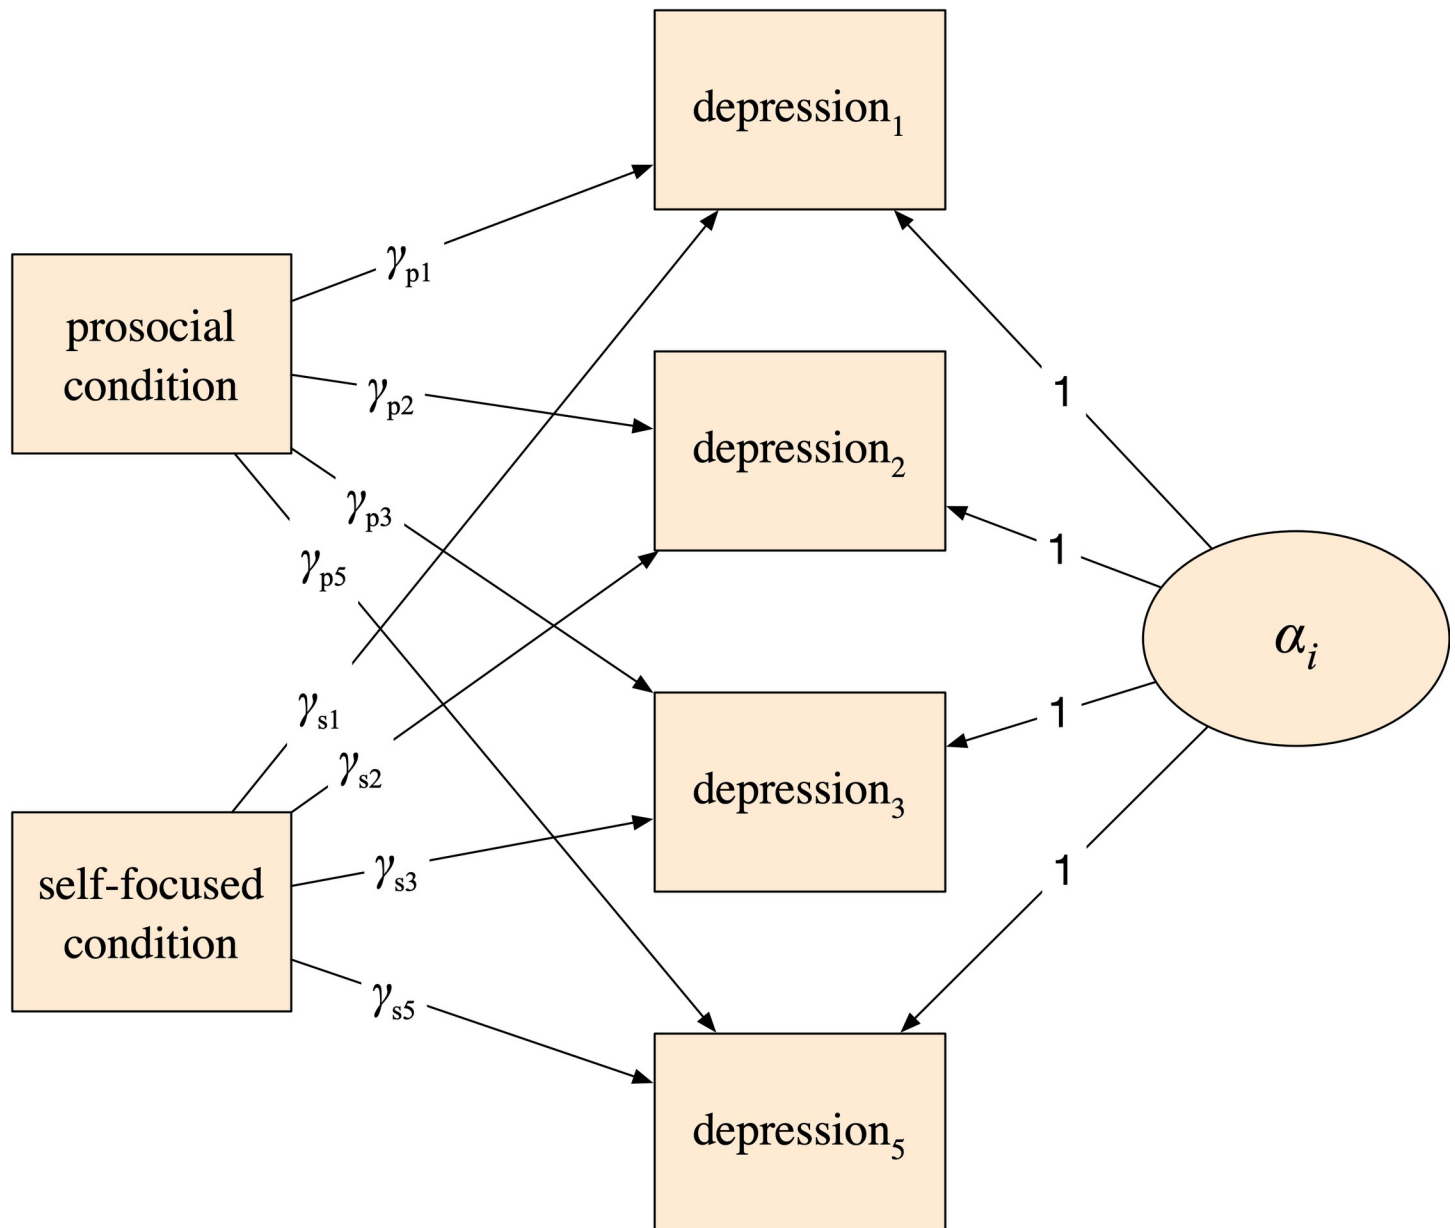 depression₁
γₚ₁
prosocial
condition
1
γₚ₂
depression₂
γₚ₃
1
γₚ₅
αᵢ
γₛ₁
1
γₛ₂
depression₃
self-focused
condition
γₛ₃
1
γₛ₅
depression₅